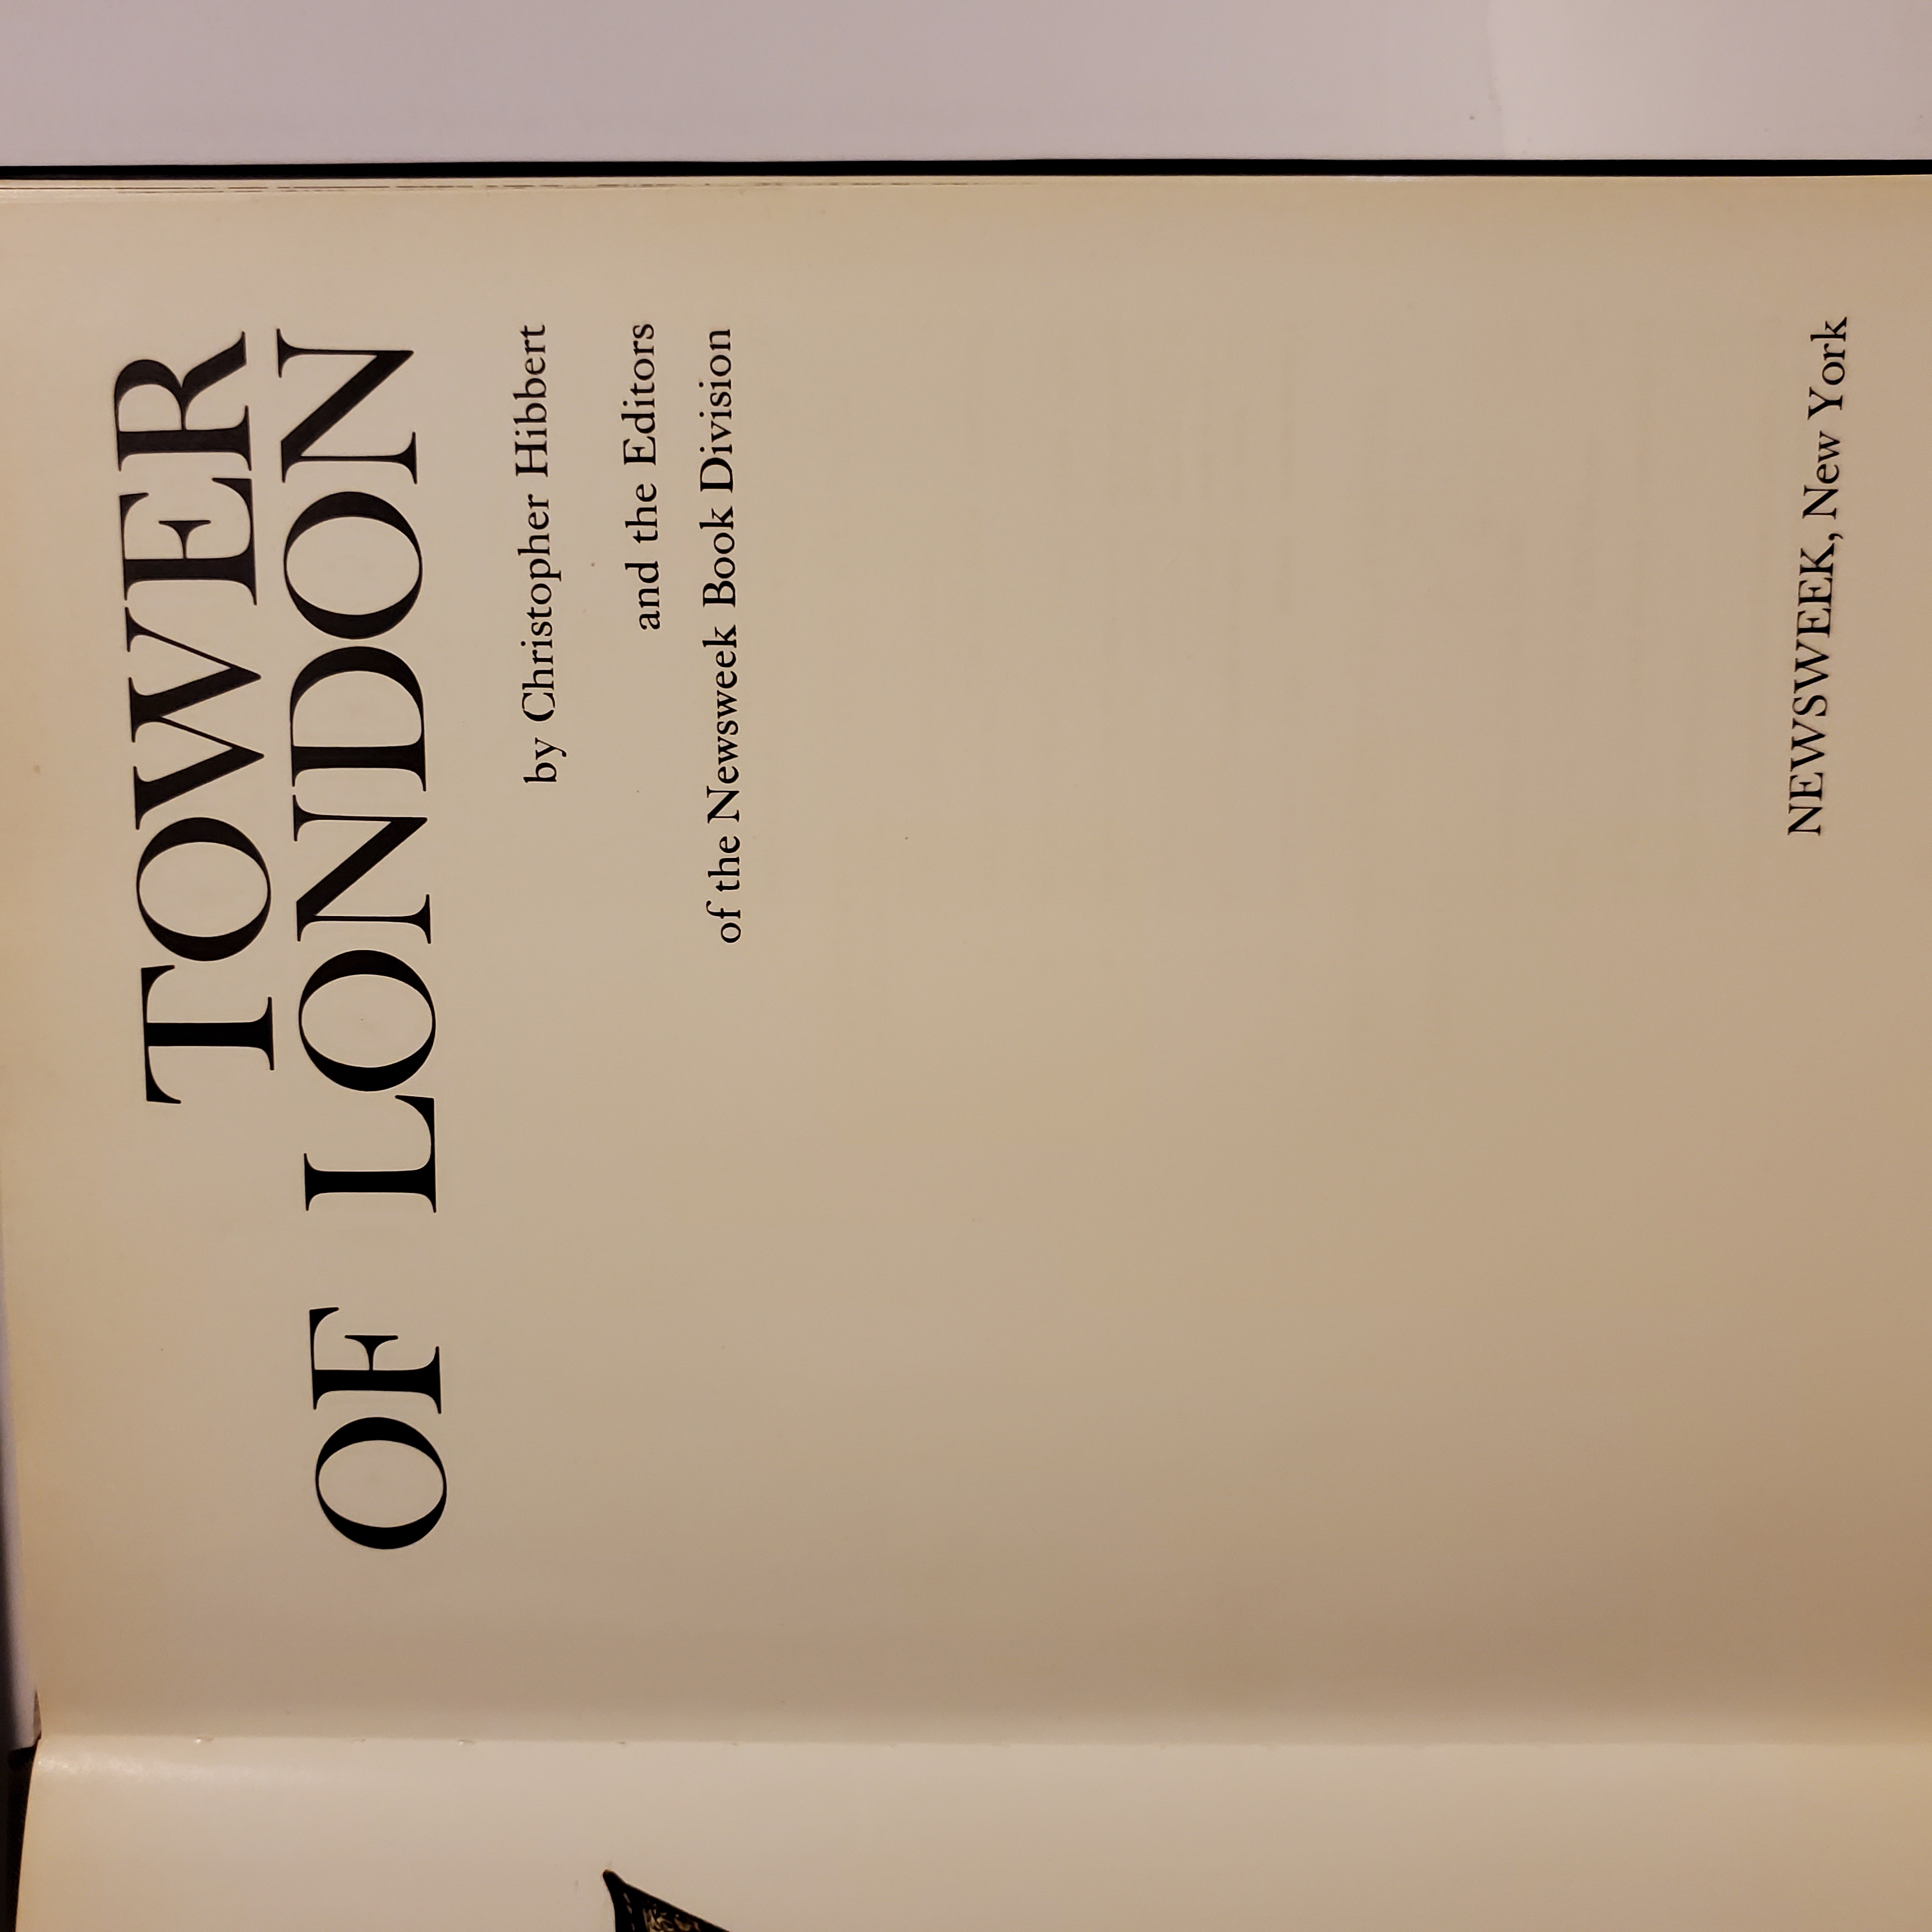 TOWER
OF LONDON
by Christopher Hibbert
and the Editors
of the Newsweek Book Division
NEWSWEEK, New York